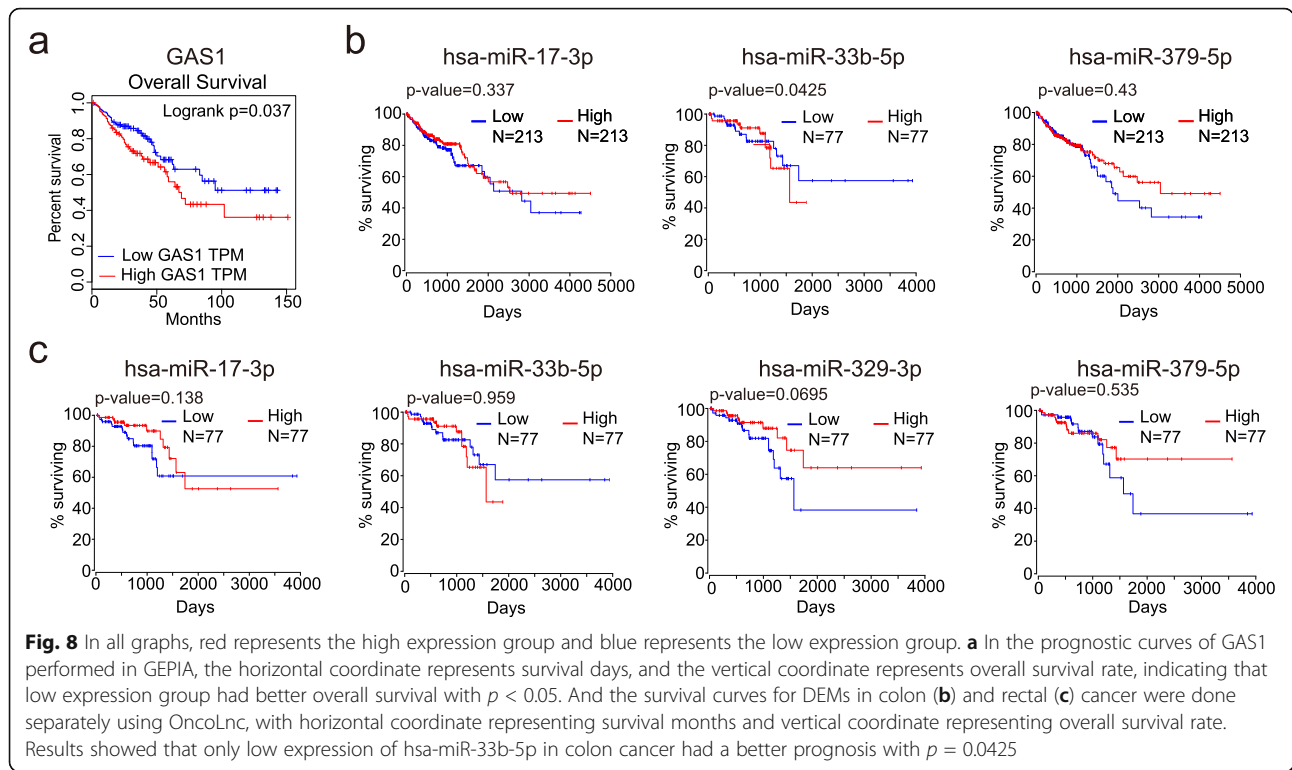 a
GAS1
Overall Survival
Logrank p=0.037
Percent survival
1.0
0.8
0.6
0.4
0.2
0.0
Low GAS1 TPM
High GAS1 TPM
0 50 100 150
Months
b
hsa-miR-17-3p
p-value=0.337
Low High
N=213 N=213
% surviving
100
80
60
40
20
0
0 1000 2000 3000 4000 5000
Days
hsa-miR-33b-5p
p-value=0.0425
Low High
N=77 N=77
% surviving
100
80
60
40
80
0
0 1000 2000 3000 4000
Days
hsa-miR-379-5p
p-value=0.43
Low High
N=213 N=213
% surviving
100
80
60
40
80
0
0 1000 2000 3000 4000 5000
Days
c
hsa-miR-17-3p
p-value=0.138
Low High
N=77 N=77
% surviving
100
80
60
40
80
0
0 1000 2000 3000 4000
Days
hsa-miR-33b-5p
p-value=0.959
Low High
N=77 N=77
% surviving
100
80
60
40
80
0
0 1000 2000 3000 4000
Days
hsa-miR-329-3p
p-value=0.0695
Low High
N=77 N=77
% surviving
100
80
60
40
80
0
0 1000 2000 3000 4000
Days
hsa-miR-379-5p
p-value=0.535
Low High
N=77 N=77
% surviving
100
80
60
40
80
0
0 1000 2000 3000 4000
Days
Fig. 8 In all graphs, red represents the high expression group and blue represents the low expression group. a In the prognostic curves of GAS1
performed in GEPIA, the horizontal coordinate represents survival days, and the vertical coordinate represents overall survival rate, indicating that
low expression group had better overall survival with p < 0.05. And the survival curves for DEMs in colon (b) and rectal (c) cancer were done
separately using OncoLnc, with horizontal coordinate representing survival months and vertical coordinate representing overall survival rate.
Results showed that only low expression of hsa-miR-33b-5p in colon cancer had a better prognosis with p = 0.0425